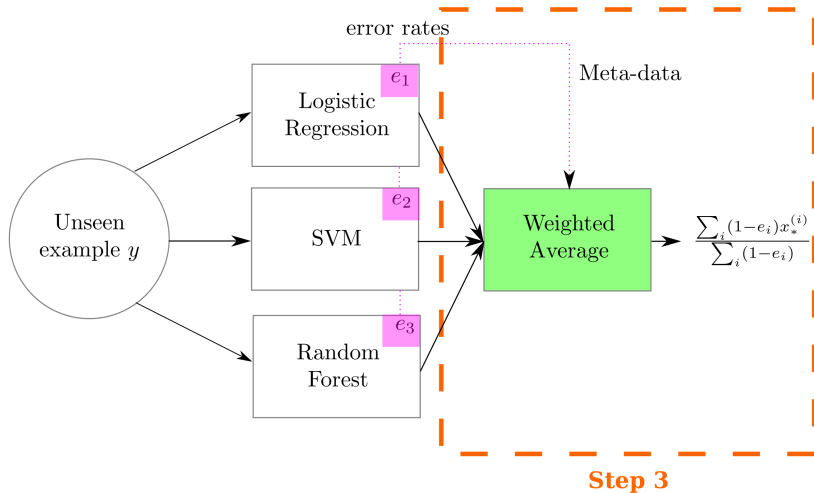 error rates
e₁
Meta-data
Logistic
Regression
Unseen
example y
e₂
SVM
Weighted
Average
∑ᵢ(1−eᵢ)x₍*₎⁽ⁱ⁾
∑ᵢ(1−eᵢ)
e₃
Random
Forest
Step 3